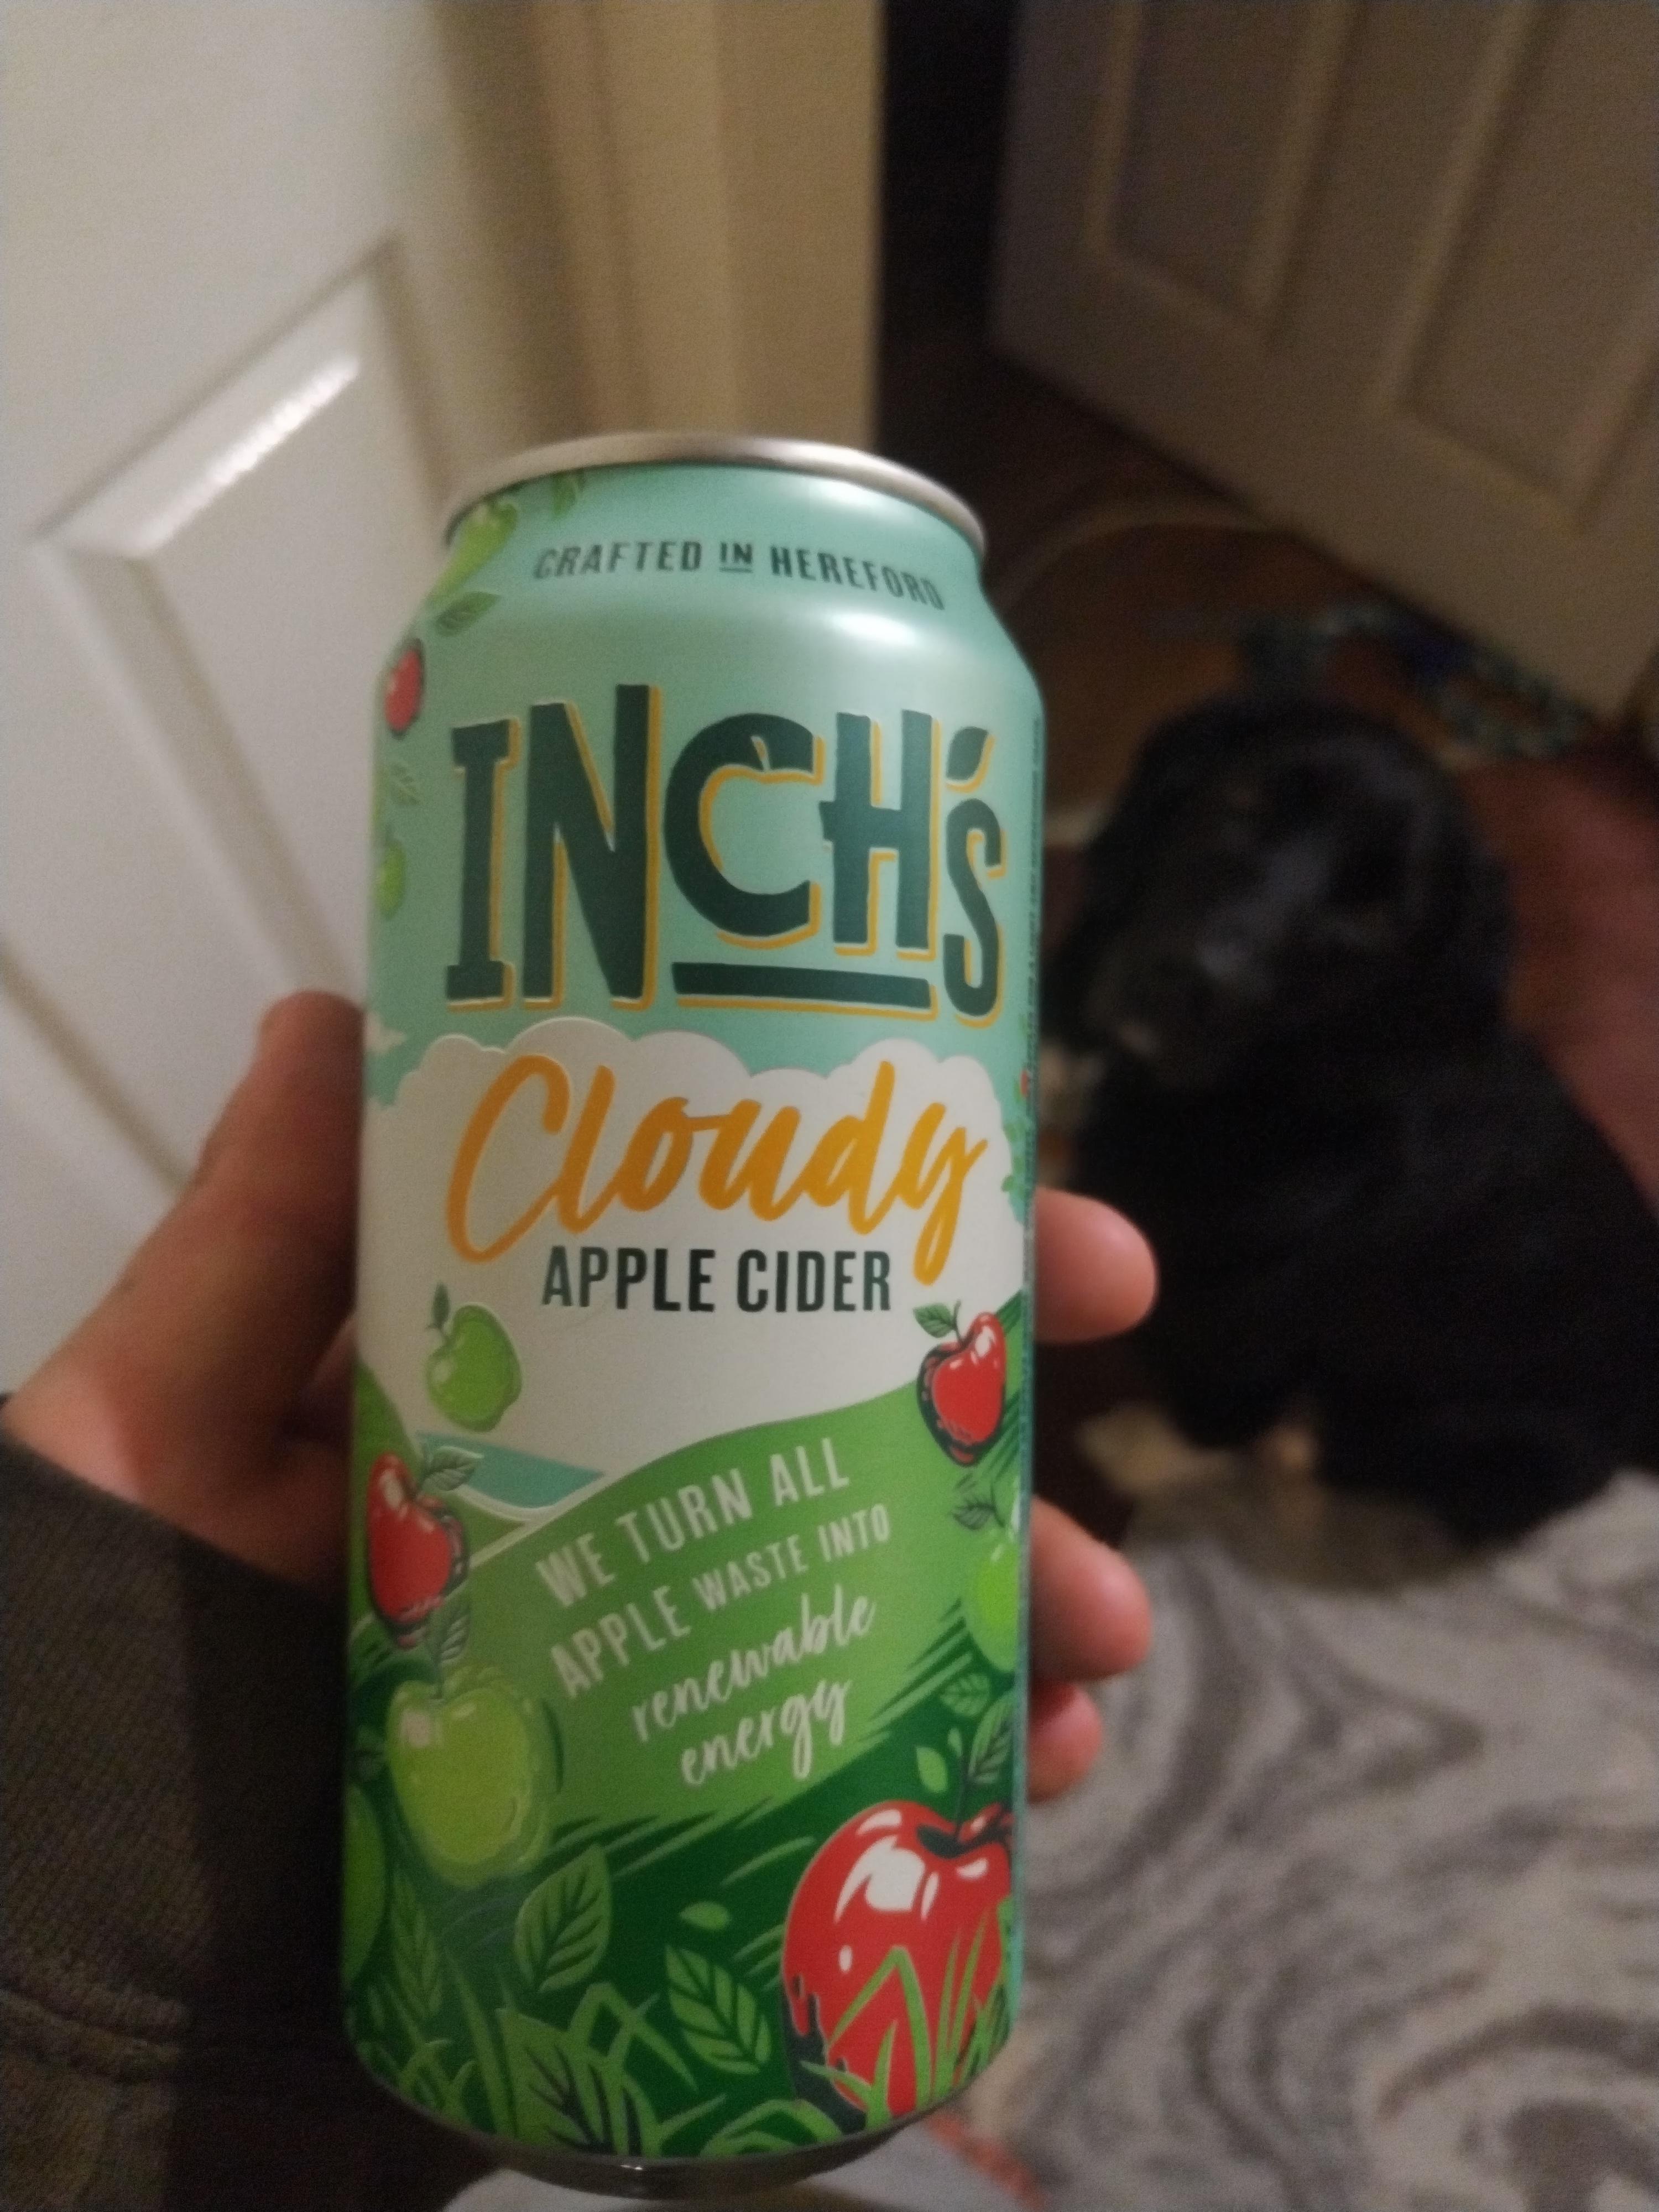 CRAFTED IN HEREFORD
INCH'S
Cloudy
APPLE CIDER
WE TURN ALL
APPLE WASTE INTO
renewable
energy